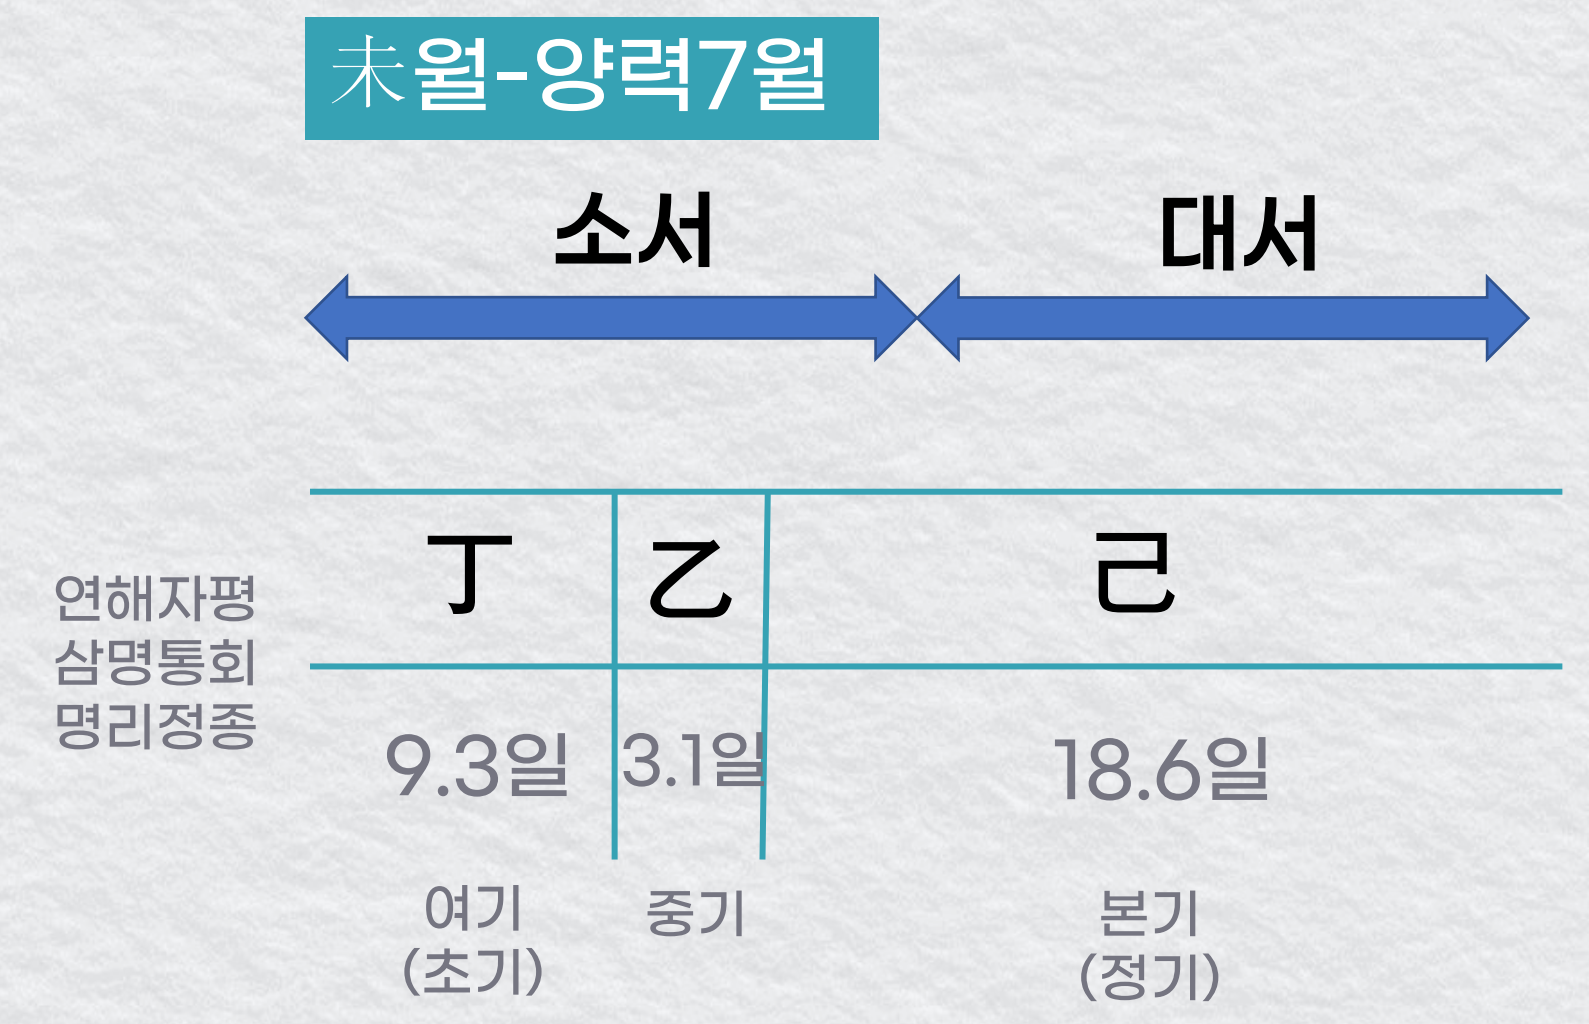 未월-양력7월
소서
대서
丁
乙
己
연해자평
삼명통회
명리정종
9.3일
3.1일
18.6일
여기
(초기)
중기
본기
(정기)